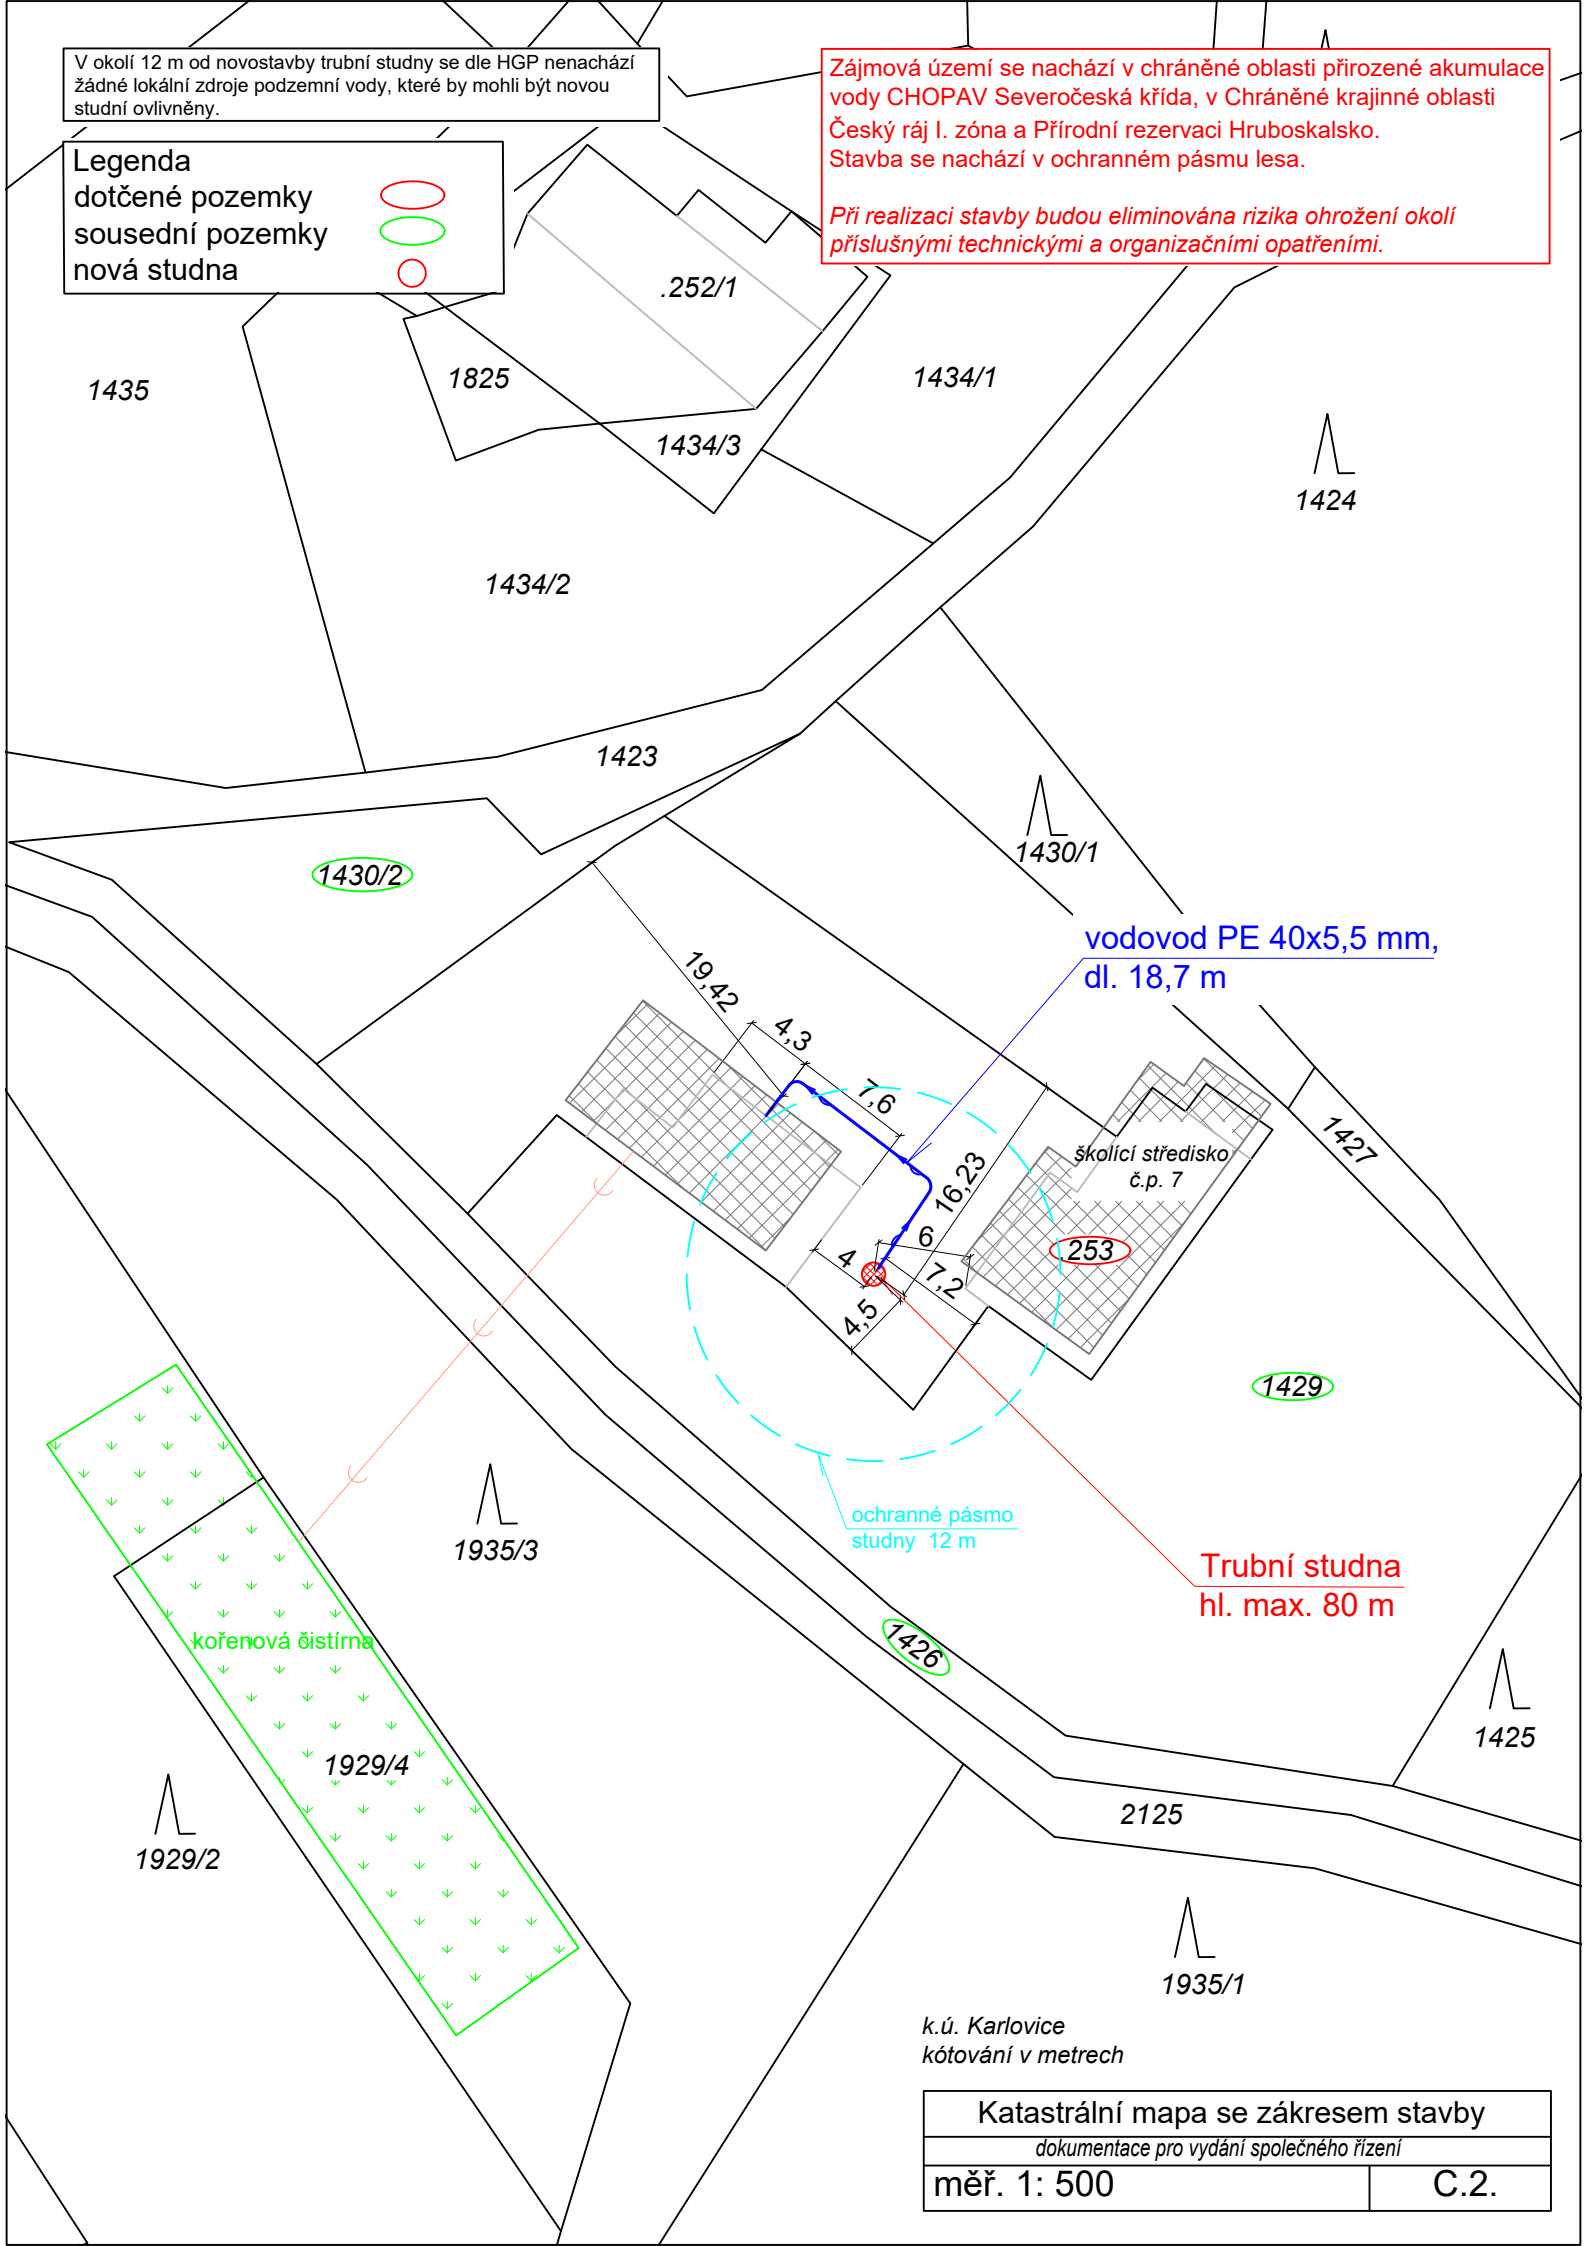 V okolí 12 m od novostavby trubní studny se dle HGP nenachází
žádné lokální zdroje podzemní vody, které by mohli být novou
studní ovlivněny.
Zájmová území se nachází v chráněné oblasti přirozené akumulace
vody CHOPAV Severočeská křída, v Chráněné krajinné oblasti
Český ráj I. zóna a Přírodní rezervaci Hruboskalsko.
Stavba se nachází v ochranném pásmu lesa.
Při realizaci stavby budou eliminována rizika ohrožení okolí
příslušnými technickými a organizačními opatřeními.
Legenda
dotčené pozemky
sousední pozemky
nová studna
.252/1
1435
1825
1434/1
1434/3
1424
1434/2
1423
1430/1
1430/2
vodovod PE 40x5,5 mm,
dl. 18,7 m
19,42
4,3
7,6
1427
školící středisko
č.p. 7
16,23
6
.253
4
7,2
4,5
1429
ochranné pásmo
studny 12 m
1935/3
Trubní studna
hl. max. 80 m
kořenová čistírna
1426
1425
1929/4
2125
1929/2
1935/1
k.ú. Karlovice
kótování v metrech
Katastrální mapa se zákresem stavby
dokumentace pro vydání společného řízení
měř. 1: 500
C.2.